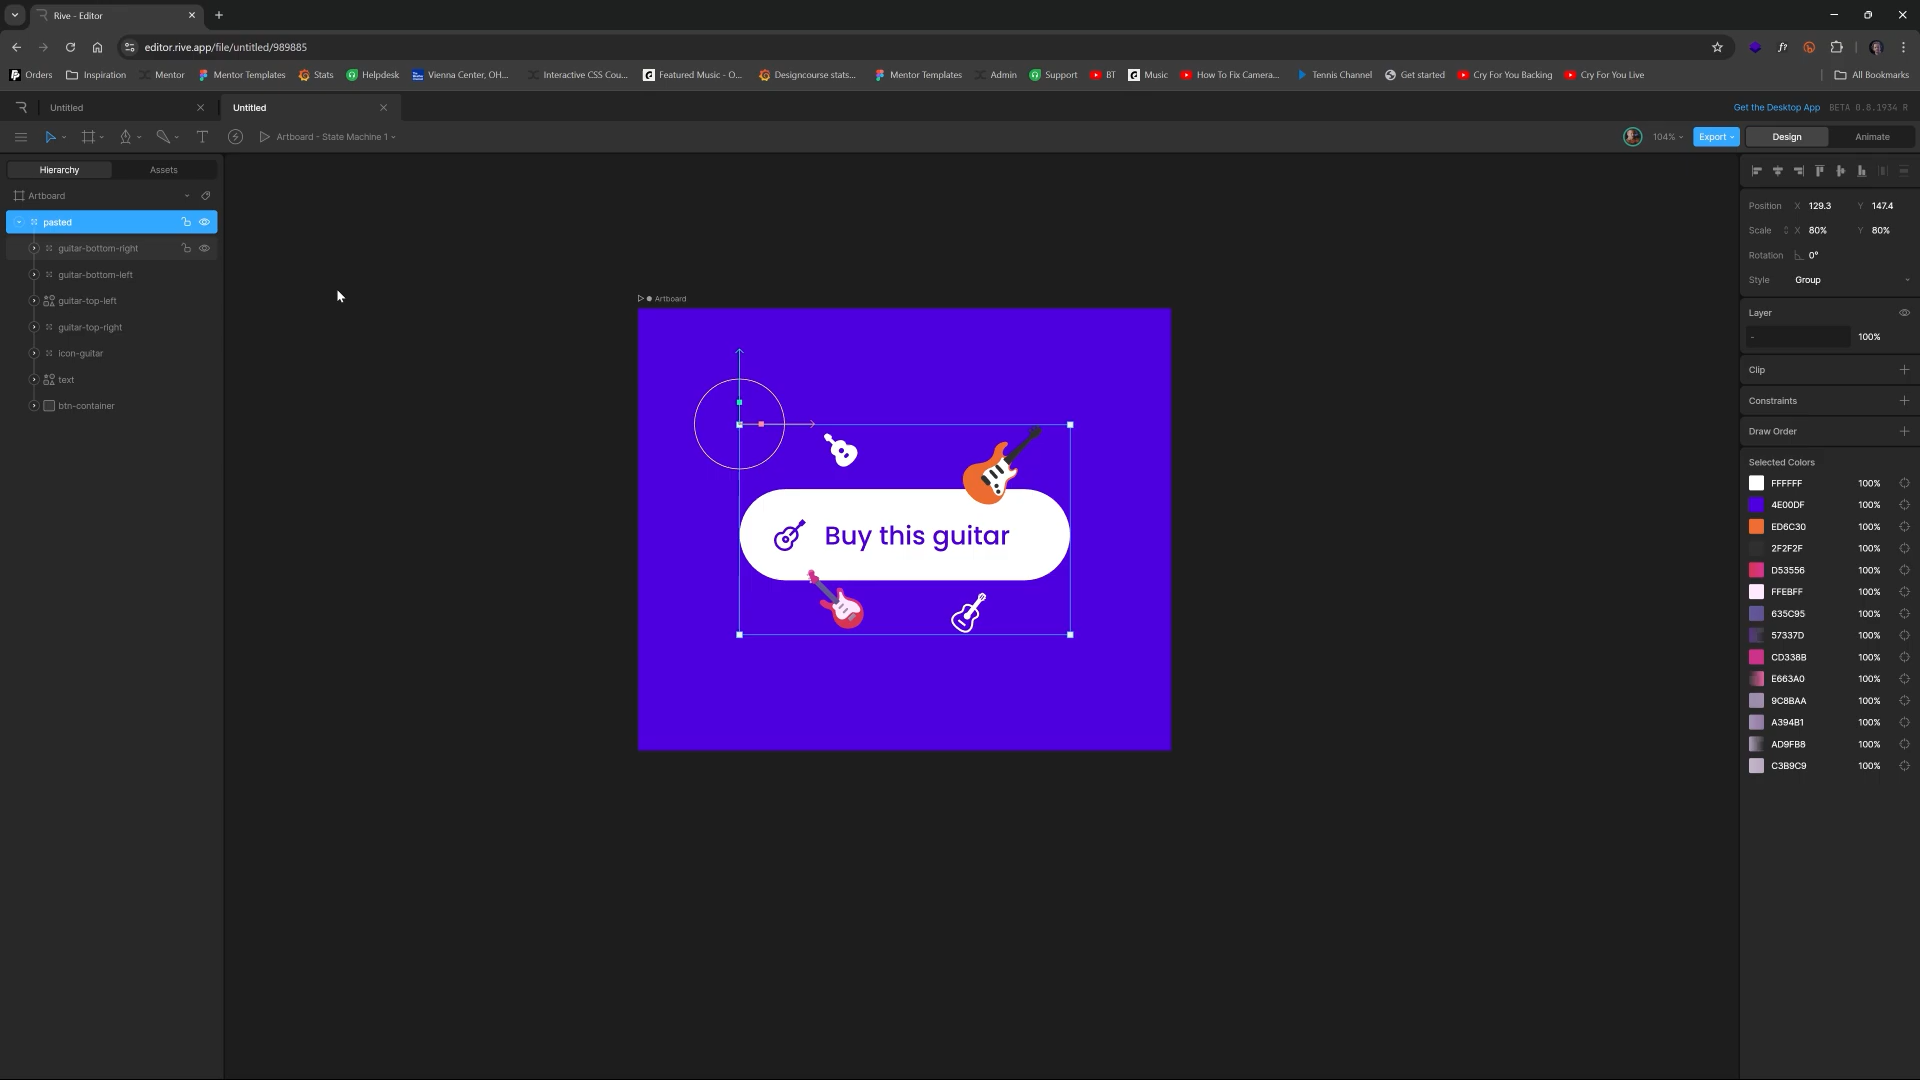 Rive - Editor
editor.rive.app/file/untitled/989885
Orders Inspiration Mentor Mentor Templates Stats Helpdesk Vienna Center, OH... Interactive CSS Cou... Featured Music - O... Designcourse stats... Mentor Templates Admin Support BT Music How To Fix Camera... Tennis Channel Get started Cry For You Backing Cry For You Live All Bookmarks
Untitled Untitled Get the Desktop App BETA 0.8.1934 R
Artboard - State Machine 1 104% Export Design Animate
Hierarchy Assets
Artboard
pasted
guitar-bottom-right
guitar-bottom-left
guitar-top-left
guitar-top-right
icon-guitar
text
btn-container
Artboard
Buy this guitar
Position X 129.3 Y 147.4
Scale X 80% Y 80%
Rotation 0°
Style Group
Layer
- 100%
Clip
Constraints
Draw Order
Selected Colors
FFFFFF 100%
4E00DF 100%
ED6C30 100%
2F2F2F 100%
D53556 100%
FFEBFF 100%
635C95 100%
57337D 100%
CD338B 100%
E663A0 100%
9C8BAA 100%
A394B1 100%
AD9FB8 100%
C3B9C9 100%